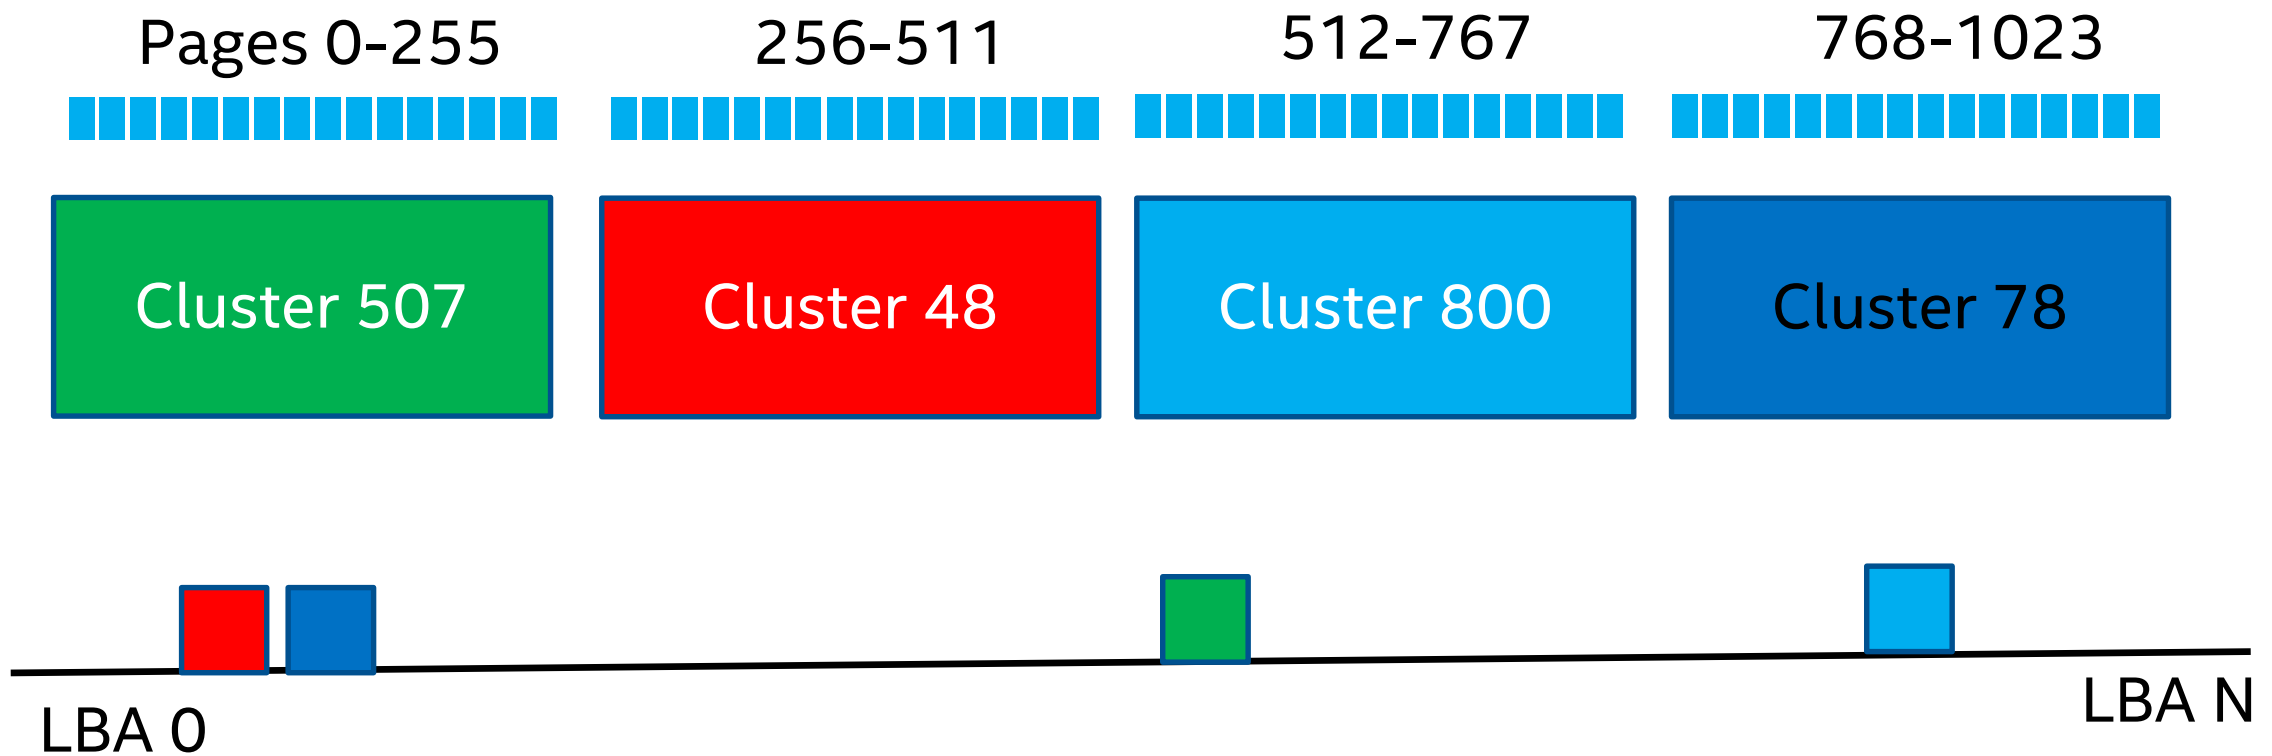 Pages 0-255
256-511
512-767
768-1023
Cluster 507
Cluster 48
Cluster 800
Cluster 78
LBA 0
LBA N